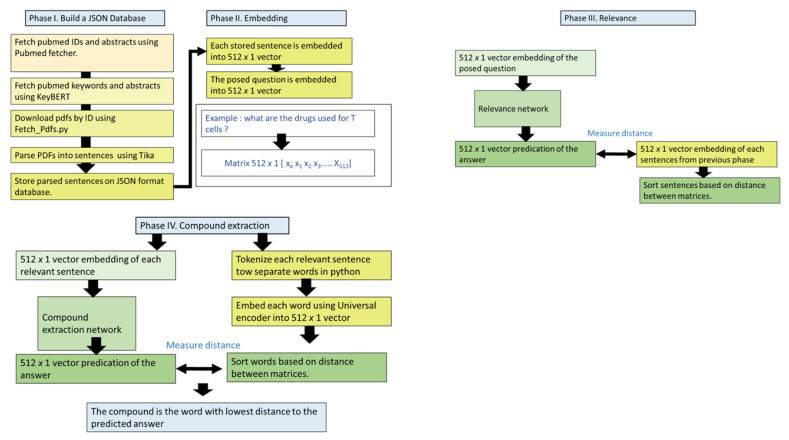 Phase I. Build a JSON Database
Fetch pubmed IDs and abstracts using
Pubmed fetcher.
Fetch pubmed keywords and abstracts
using KeyBERT
Download pdfs by ID using
Fetch_Pdfs.py
Parse PDFs into sentences using Tika
Store parsed sentences on JSON format
database.
Phase II. Embedding
Each stored sentence is embedded
into 512 x 1 vector
The posed question is embedded
into 512 x 1 vector
Example : what are the drugs used for T
cells ?
Matrix 512 x 1 [ xo x1 x2 x3….. X512]
Phase III. Relevance
512 x 1 vector embedding of the
posed question
Relevance network
Measure distance
512 x 1 vector predication of the
answer
512 x 1 vector embedding of each
sentences from previous phase
Sort sentences based on distance
between matrices.
Phase IV. Compound extraction
512 x 1 vector embedding of each
relevant sentence
Compound
extraction network
512 x 1 vector predication of the
answer
Tokenize each relevant sentence
tow separate words in python
Embed each word using Universal
encoder into 512 x 1 vector
Measure distance
Sort words based on distance
between matrices.
The compound is the word with lowest distance to the
predicted answer